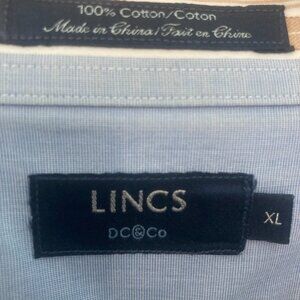 100% Cotton/Coton
Made in China/Fait en Chine
LINCS
DC&Co
XL